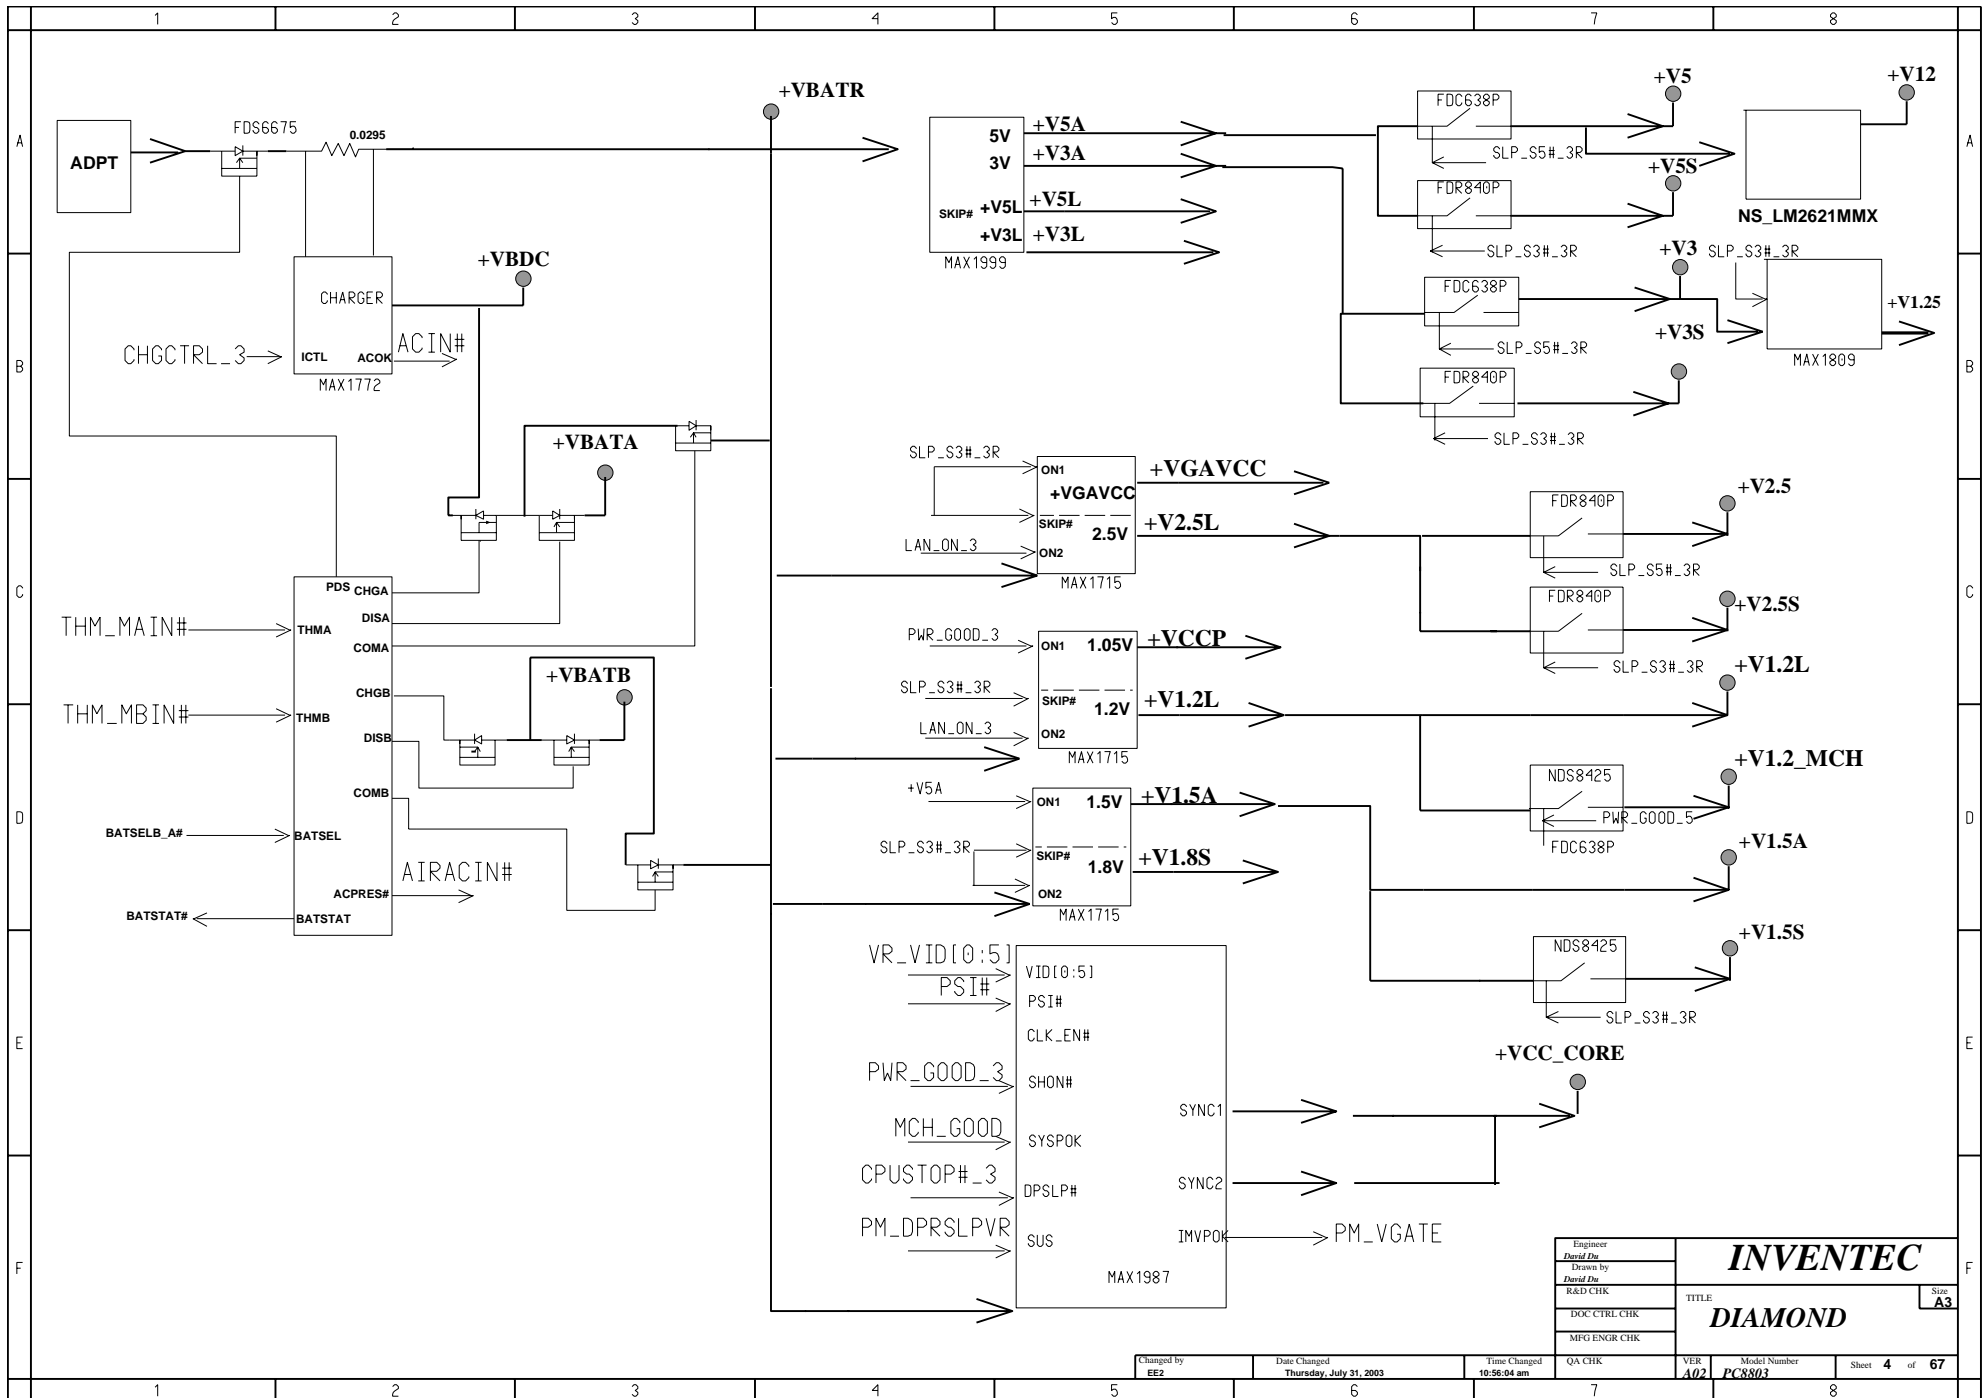 1 2 3 4 5 6 7 8
A
B
C
D
E
F
A
B
C
D
E
F
ADPT
FDS6675
0.0295
+VBATR
+VBDC
CHARGER
CHGCTRL_3
ICTL
ACOK
ACIN#
MAX1772
+VBATA
PDS
CHGA
DISA
COMA
CHGB
DISB
COMB
THM_MAIN#
THMA
THM_MBIN#
THMB
+VBATB
BATSELB_A#
BATSEL
ACPRES#
AIRACIN#
BATSTAT#
BATSTAT
5V
+V5A
3V
+V3A
SKIP#
+V5L
+V5L
+V3L
+V3L
MAX1999
FDC638P
SLP_S5#_3R
+V5
FDR840P
SLP_S3#_3R
+V5S
+V12
NS_LM2621MMX
FDC638P
SLP_S5#_3R
+V3
SLP_S3#_3R
+V1.25
MAX1809
+V3S
FDR840P
SLP_S3#_3R
SLP_S3#_3R
ON1
+VGAVCC
+VGAVCC
SKIP#
2.5V
+V2.5L
LAN_ON_3
ON2
MAX1715
FDR840P
SLP_S5#_3R
+V2.5
FDR840P
SLP_S3#_3R
+V2.5S
PWR_GOOD_3
ON1
1.05V
+VCCP
SLP_S3#_3R
SKIP#
1.2V
+V1.2L
LAN_ON_3
ON2
MAX1715
+V1.2L
NDS8425
PWR_GOOD_5
FDC638P
+V1.2_MCH
+V5A
ON1
1.5V
+V1.5A
SLP_S3#_3R
SKIP#
1.8V
+V1.8S
ON2
MAX1715
+V1.5A
NDS8425
SLP_S3#_3R
+V1.5S
VR_VID[0:5]
VID[0:5]
PSI#
PSI#
CLK_EN#
PWR_GOOD_3
SHON#
MCH_GOOD
SYSPOK
CPUSTOP#_3
DPSLP#
PM_DPRSLPVR
SUS
SYNC1
SYNC2
IMVPOK
PM_VGATE
MAX1987
+VCC_CORE
Engineer
David Du
Drawn by
David Du
R&D CHK
DOC CTRL CHK
MFG ENGR CHK
QA CHK
INVENTEC
TITLE
DIAMOND
Size
A3
Changed by
EE2
Date Changed
Thursday, July 31, 2003
Time Changed
10:56:04 am
VER
A02
Model Number
PC8803
Sheet 4 of 67
1 2 3 4 5 6 7 8